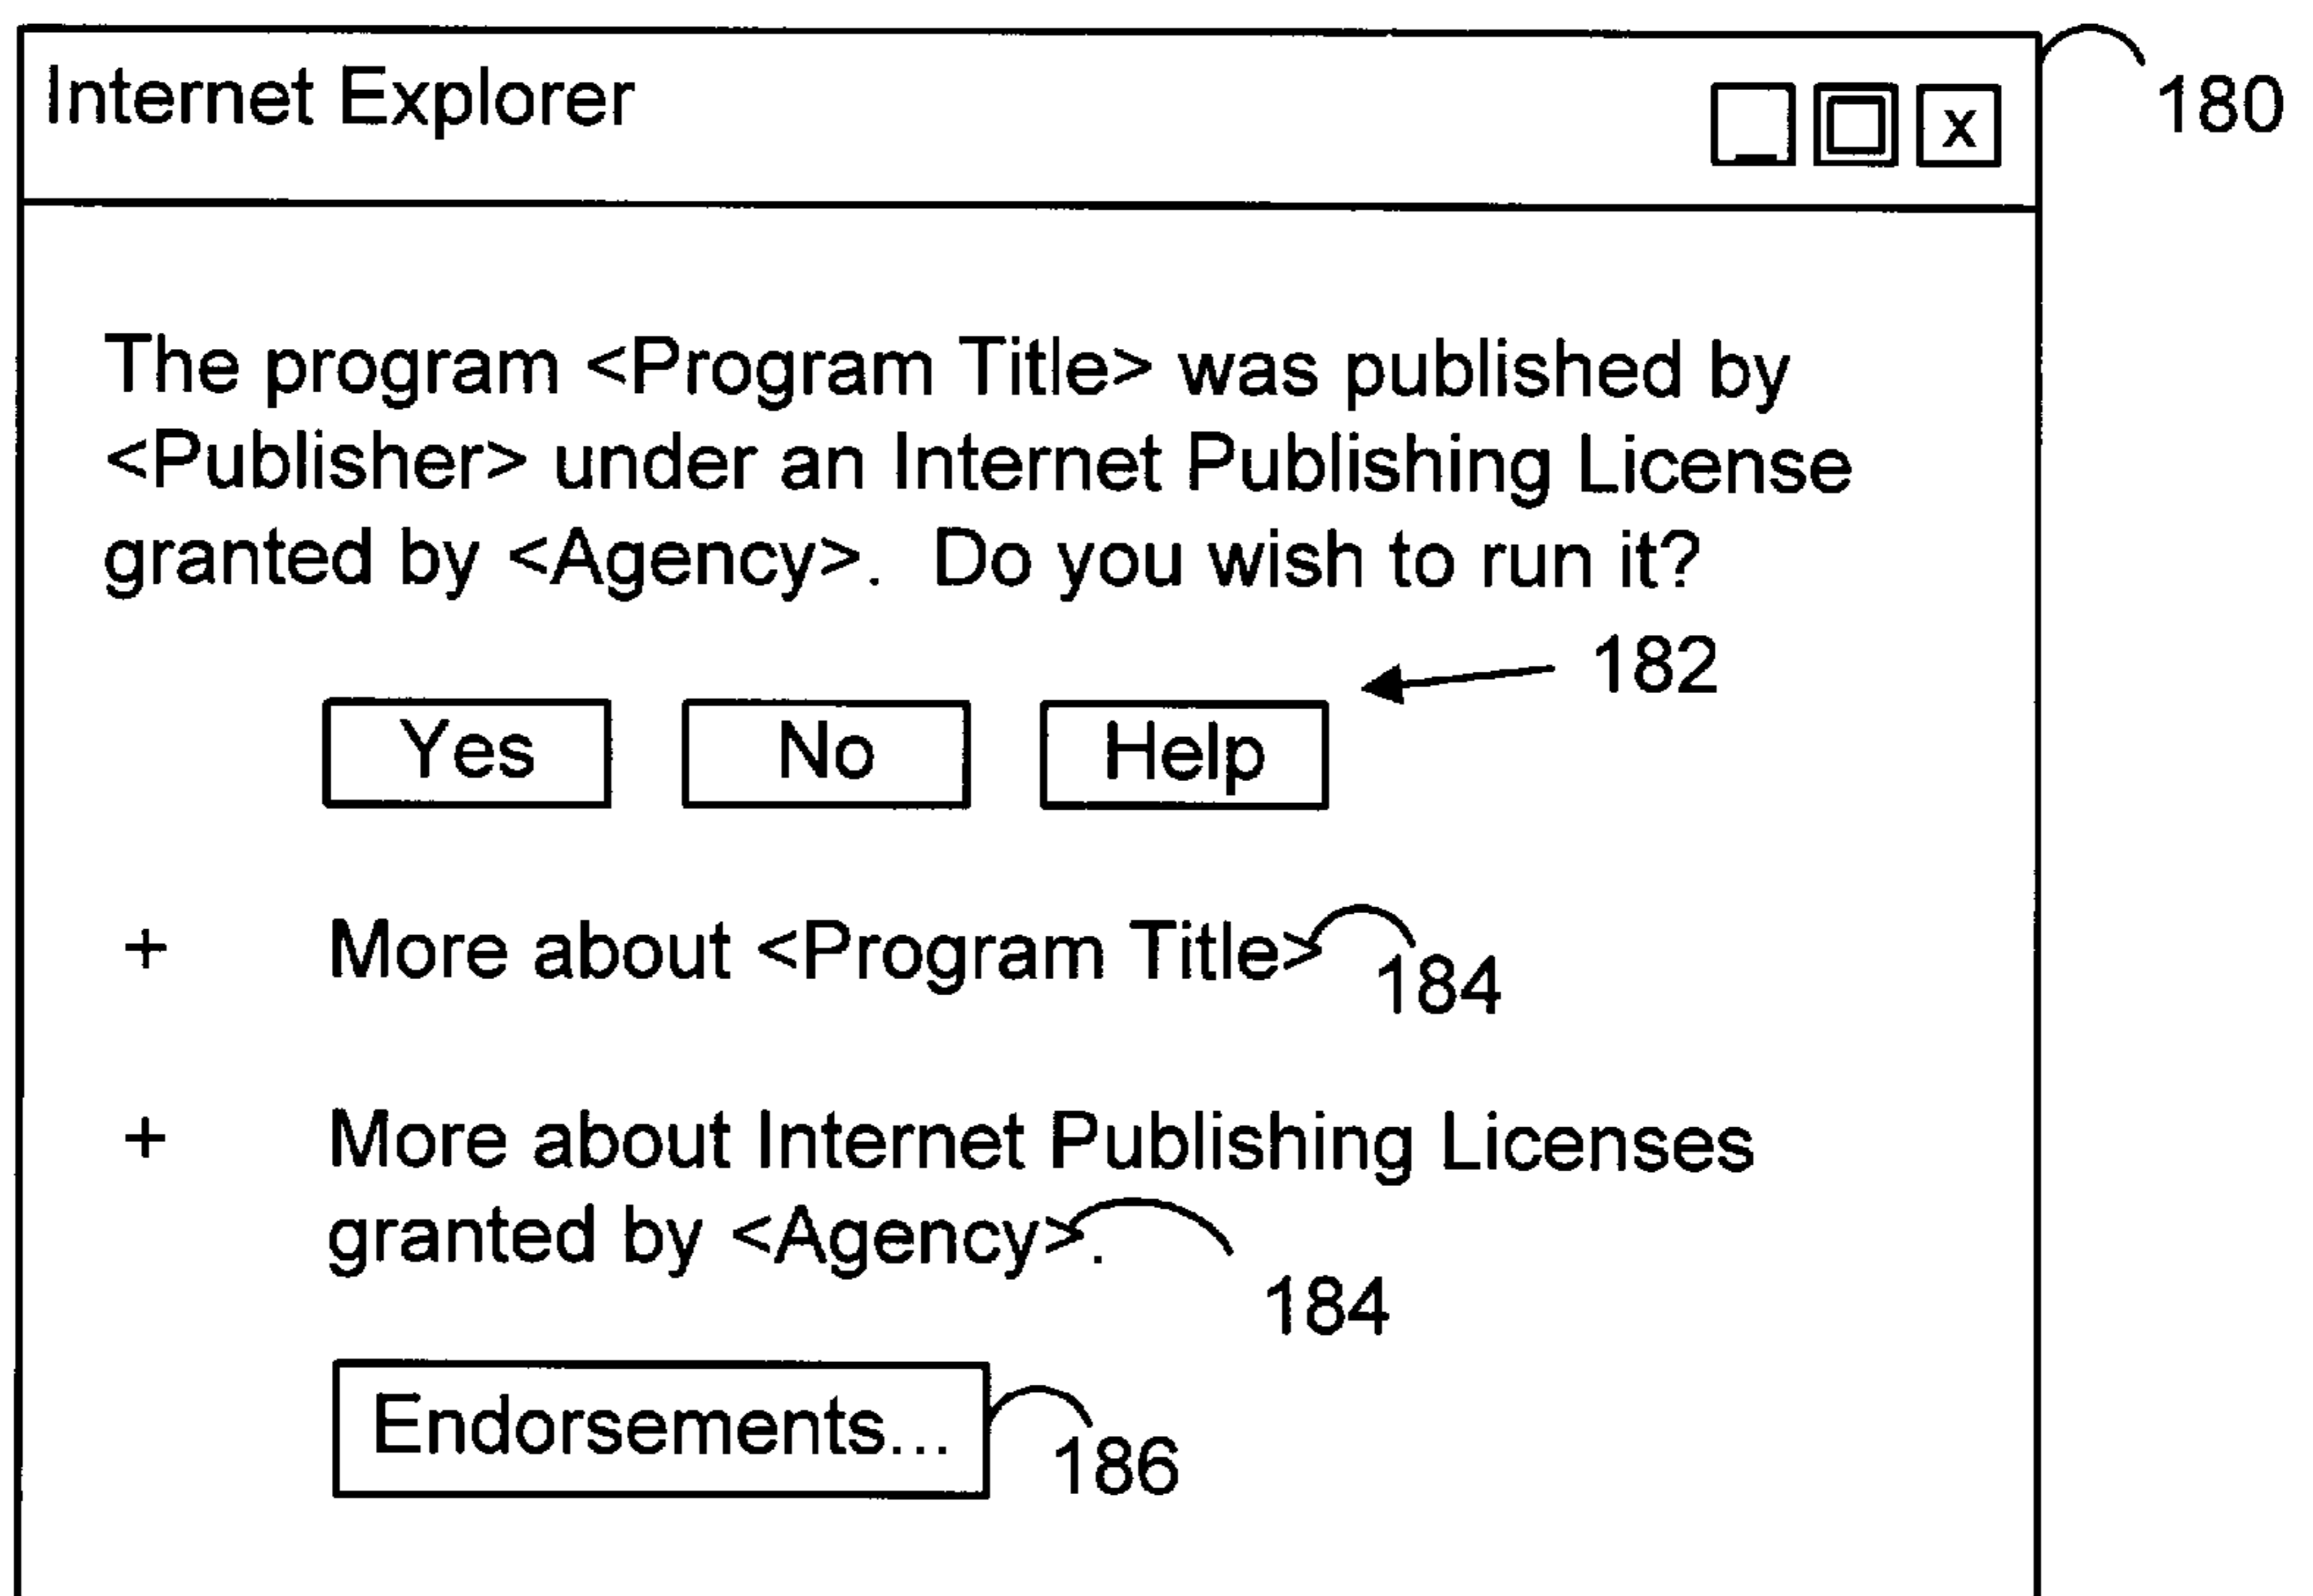 Internet Explorer
x
180
The program <Program Title> was published by
<Publisher> under an Internet Publishing License
granted by <Agency>.  Do you wish to run it?
182
Yes No Help
+ More about <Program Title>
184
+ More about Internet Publishing Licenses
granted by <Agency>.
184
Endorsements...
186